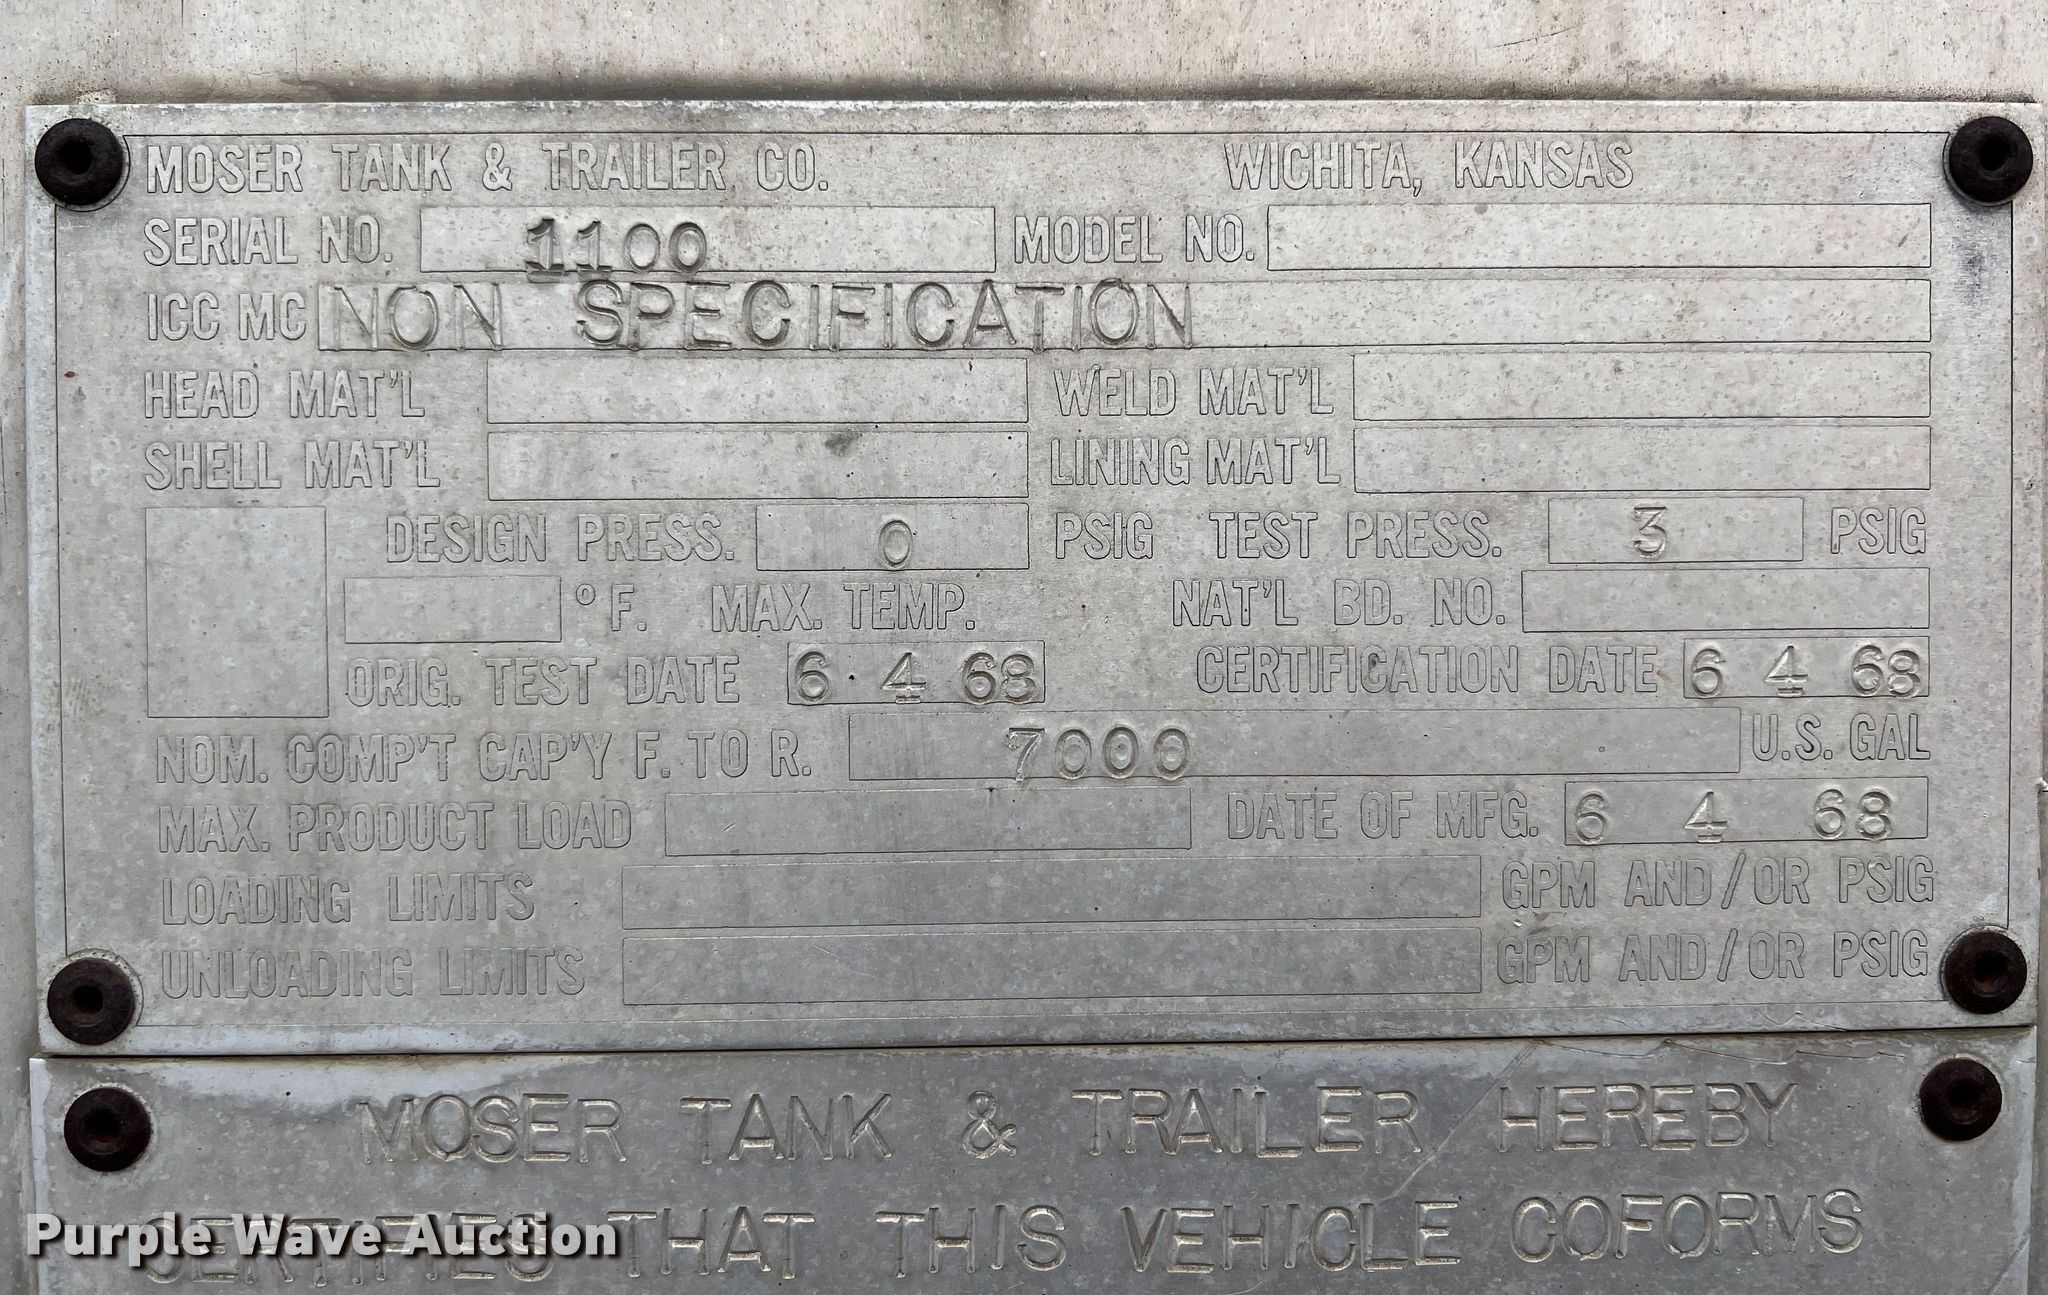 MOSER TANK & TRAILER CO. WICHITA, KANSAS
SERIAL NO. 1100 MODEL NO.
ICC MC NON SPECIFICATION
HEAD MAT'L WELD MAT'L
SHELL MAT'L LINING MAT'L
DESIGN PRESS. 0 PSIG TEST PRESS. 3 PSIG
°F. MAX. TEMP. NAT'L BD. NO.
ORIG. TEST DATE 6·4 68 CERTIFICATION DATE 6 4 68
NOM. COMP'T CAP'Y F. TO R. 7000 U.S. GAL
MAX. PRODUCT LOAD DATE OF MFG. 6 4 68
LOADING LIMITS GPM AND/OR PSIG
UNLOADING LIMITS GPM AND/OR PSIG
MOSER TANK & TRAILER HEREBY
CERTIFIES THAT THIS VEHICLE COFORMS
Purple Wave Auction